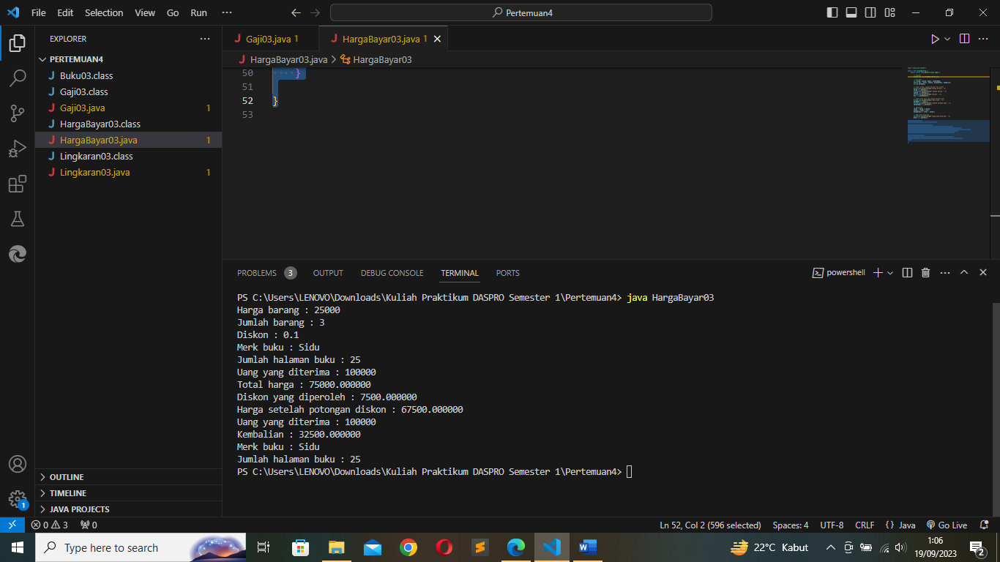 File Edit Selection View Go Run ··· Pertemuan4
EXPLORER ···
PERTEMUAN4
J Buku03.class
J Gaji03.class
J Gaji03.java 1
J HargaBayar03.class
J HargaBayar03.java 1
J Lingkaran03.class
J Lingkaran03.java 1
OUTLINE
TIMELINE
JAVA PROJECTS
J Gaji03.java 1 J HargaBayar03.java 1
J HargaBayar03.java > HargaBayar03
50 }
51
52 }
53
PROBLEMS 3 OUTPUT DEBUG CONSOLE TERMINAL PORTS powershell
PS C:\Users\LENOVO\Downloads\Kuliah Praktikum DASPRO Semester 1\Pertemuan4> java HargaBayar03
Harga barang : 25000
Jumlah barang : 3
Diskon : 0.1
Merk buku : Sidu
Jumlah halaman buku : 25
Uang yang diterima : 100000
Total harga : 75000.000000
Diskon yang diperoleh : 7500.000000
Harga setelah potongan diskon : 67500.000000
Uang yang diterima : 100000
Kembalian : 32500.000000
Merk buku : Sidu
Jumlah halaman buku : 25
PS C:\Users\LENOVO\Downloads\Kuliah Praktikum DASPRO Semester 1\Pertemuan4>
1
0 3 0 Ln 52, Col 2 (596 selected) Spaces: 4 UTF-8 CRLF {} Java Go Live
Type here to search 22°C Kabut 1:06
19/09/2023 2